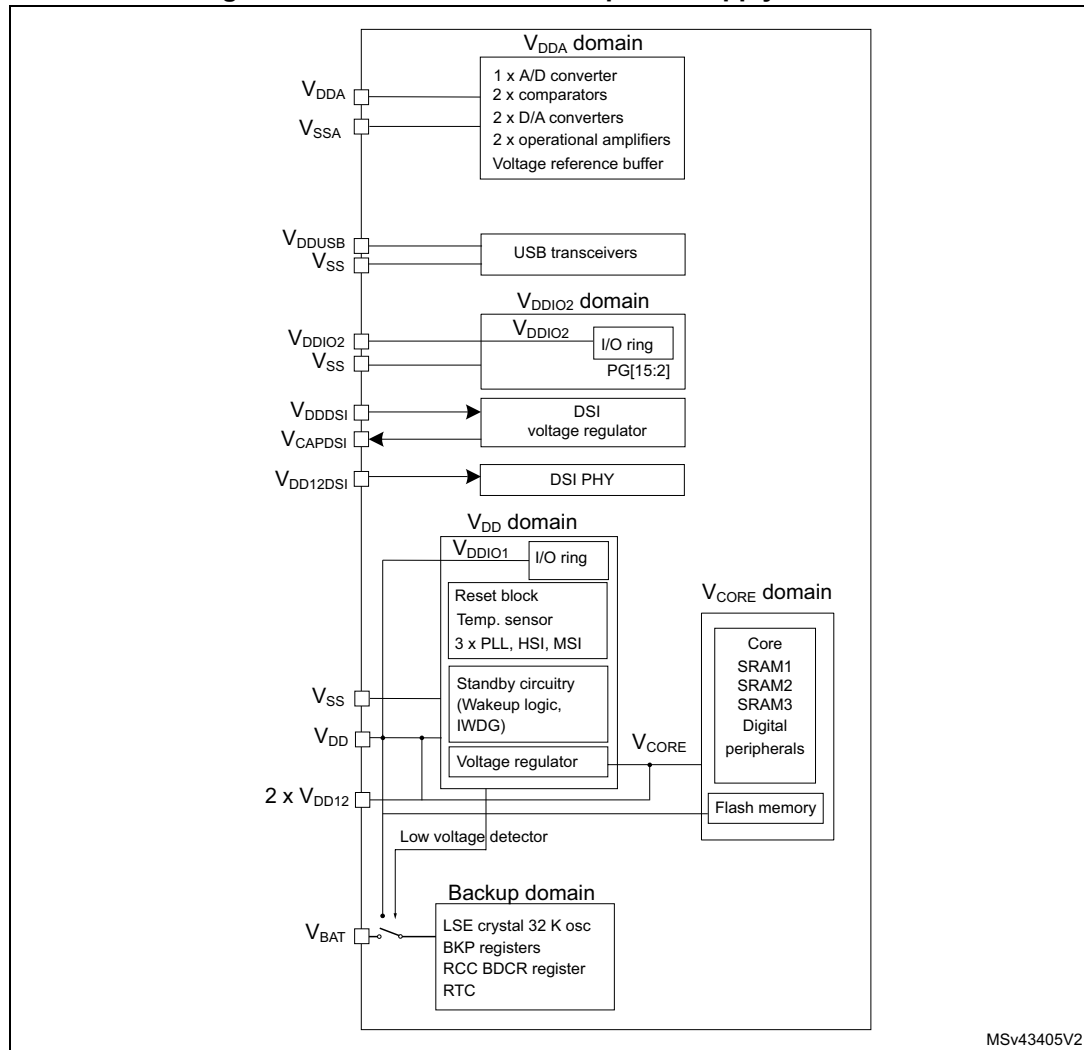 VDDA domain
1 x A/D converter
2 x comparators
2 x D/A converters
2 x operational amplifiers
Voltage reference buffer
VDDA
VSSA
VDDUSB
VSS
USB transceivers
VDDIO2 domain
VDDIO2
VDDIO2
VSS
I/O ring
PG[15:2]
VDDDSI
VCAPDSI
DSI
voltage regulator
VDD12DSI
DSI PHY
VDD domain
VDDIO1
I/O ring
Reset block
Temp. sensor
3 x PLL, HSI, MSI
Standby circuitry
(Wakeup logic,
IWDG)
Voltage regulator
VSS
VDD
2 x VDD12
VCORE
VCORE domain
Core
SRAM1
SRAM2
SRAM3
Digital
peripherals
Flash memory
Low voltage detector
Backup domain
VBAT
LSE crystal 32 K osc
BKP registers
RCC BDCR register
RTC
MSv43405V2